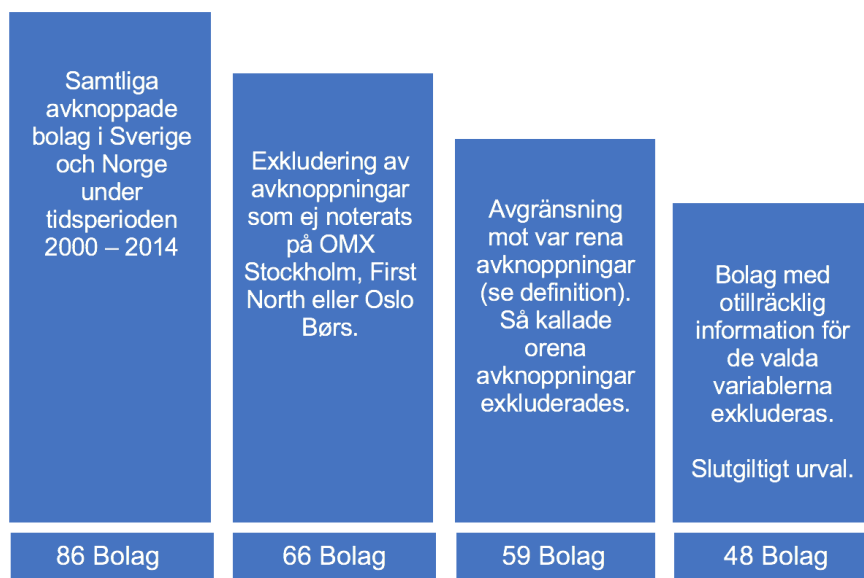 Samtliga
avknoppade
bolag i Sverige
och Norge
under
tidsperioden
2000 – 2014
Exkludering av
avknoppningar
som ej noterats
på OMX
Stockholm, First
North eller Oslo
Børs.
Avgränsning
mot var rena
avknoppningar
(se definition).
Så kallade
orena
avknoppningar
exkluderades.
Bolag med
otillräcklig
information för
de valda
variablerna
exkluderas.
Slutgiltigt urval.
86 Bolag
66 Bolag
59 Bolag
48 Bolag